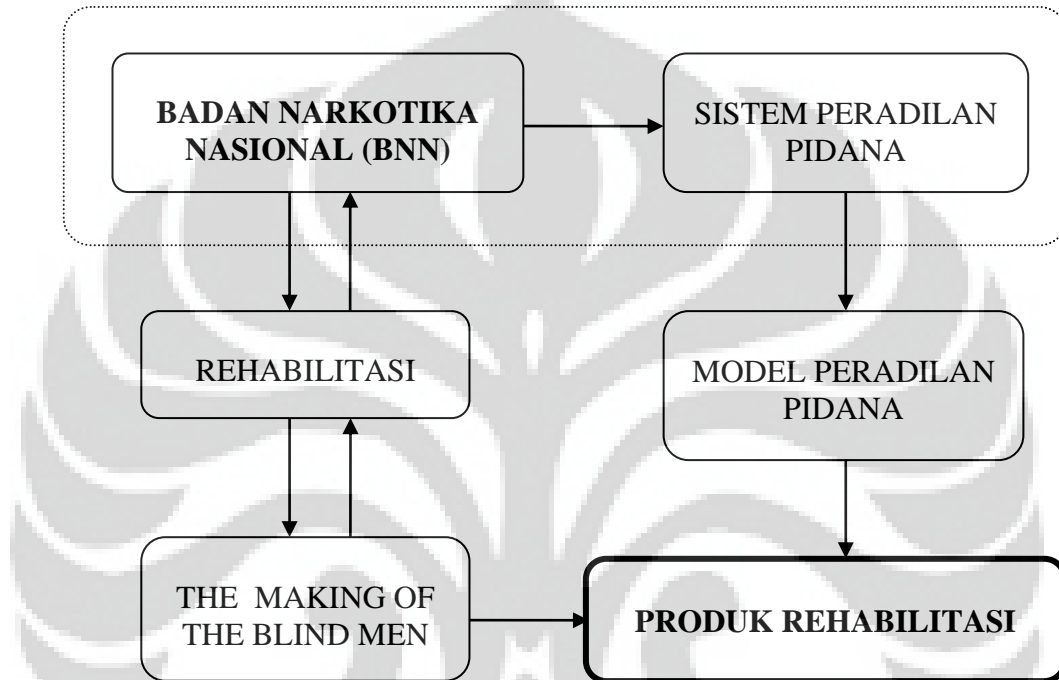 BADAN NARKOTIKA
NASIONAL (BNN)
SISTEM PERADILAN
PIDANA
REHABILITASI
MODEL PERADILAN
PIDANA
THE MAKING OF
THE BLIND MEN
PRODUK REHABILITASI